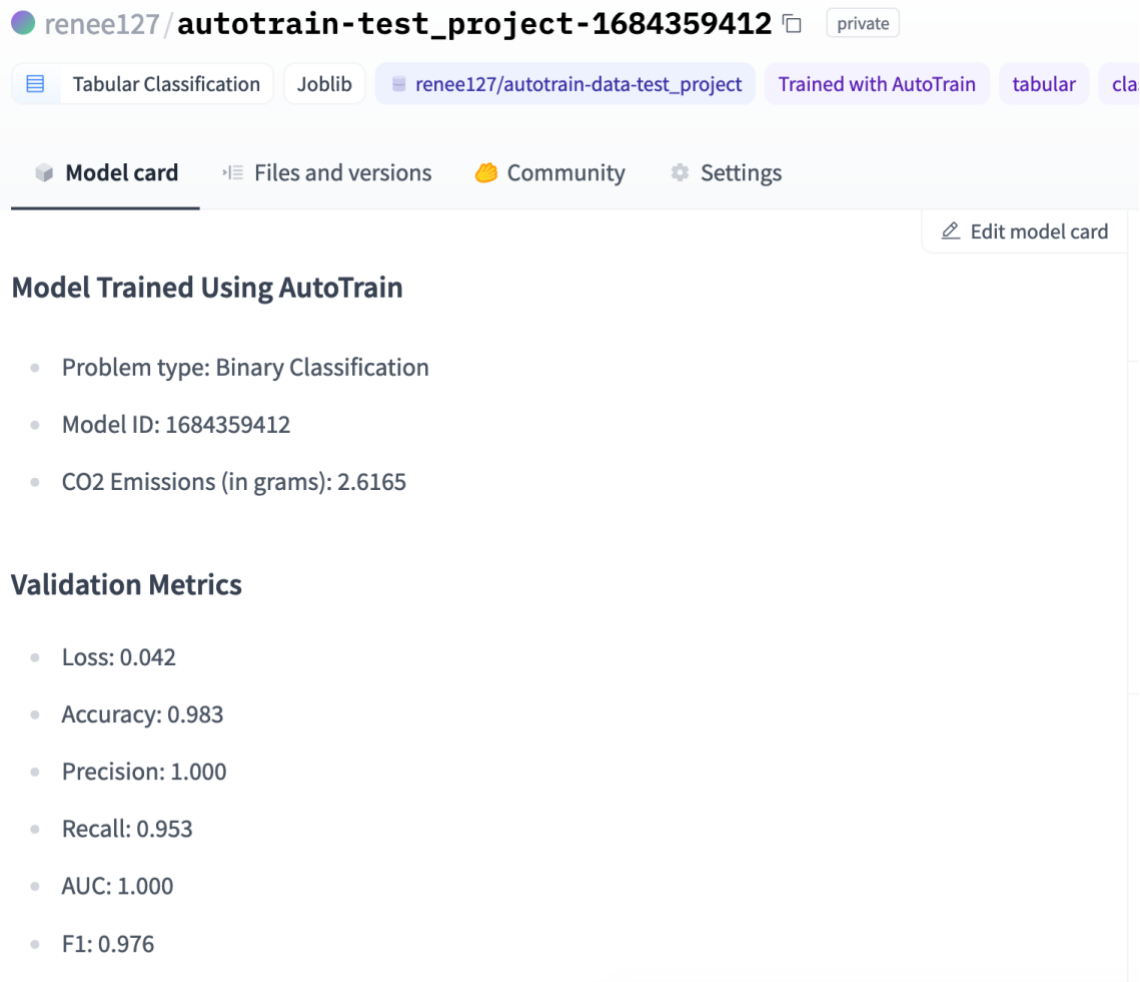 renee127/autotrain-test_project-1684359412 private
Tabular Classification Joblib renee127/autotrain-data-test_project Trained with AutoTrain tabular cla
Model card Files and versions Community Settings
Edit model card
Model Trained Using AutoTrain
Problem type: Binary Classification
Model ID: 1684359412
CO2 Emissions (in grams): 2.6165
Validation Metrics
Loss: 0.042
Accuracy: 0.983
Precision: 1.000
Recall: 0.953
AUC: 1.000
F1: 0.976